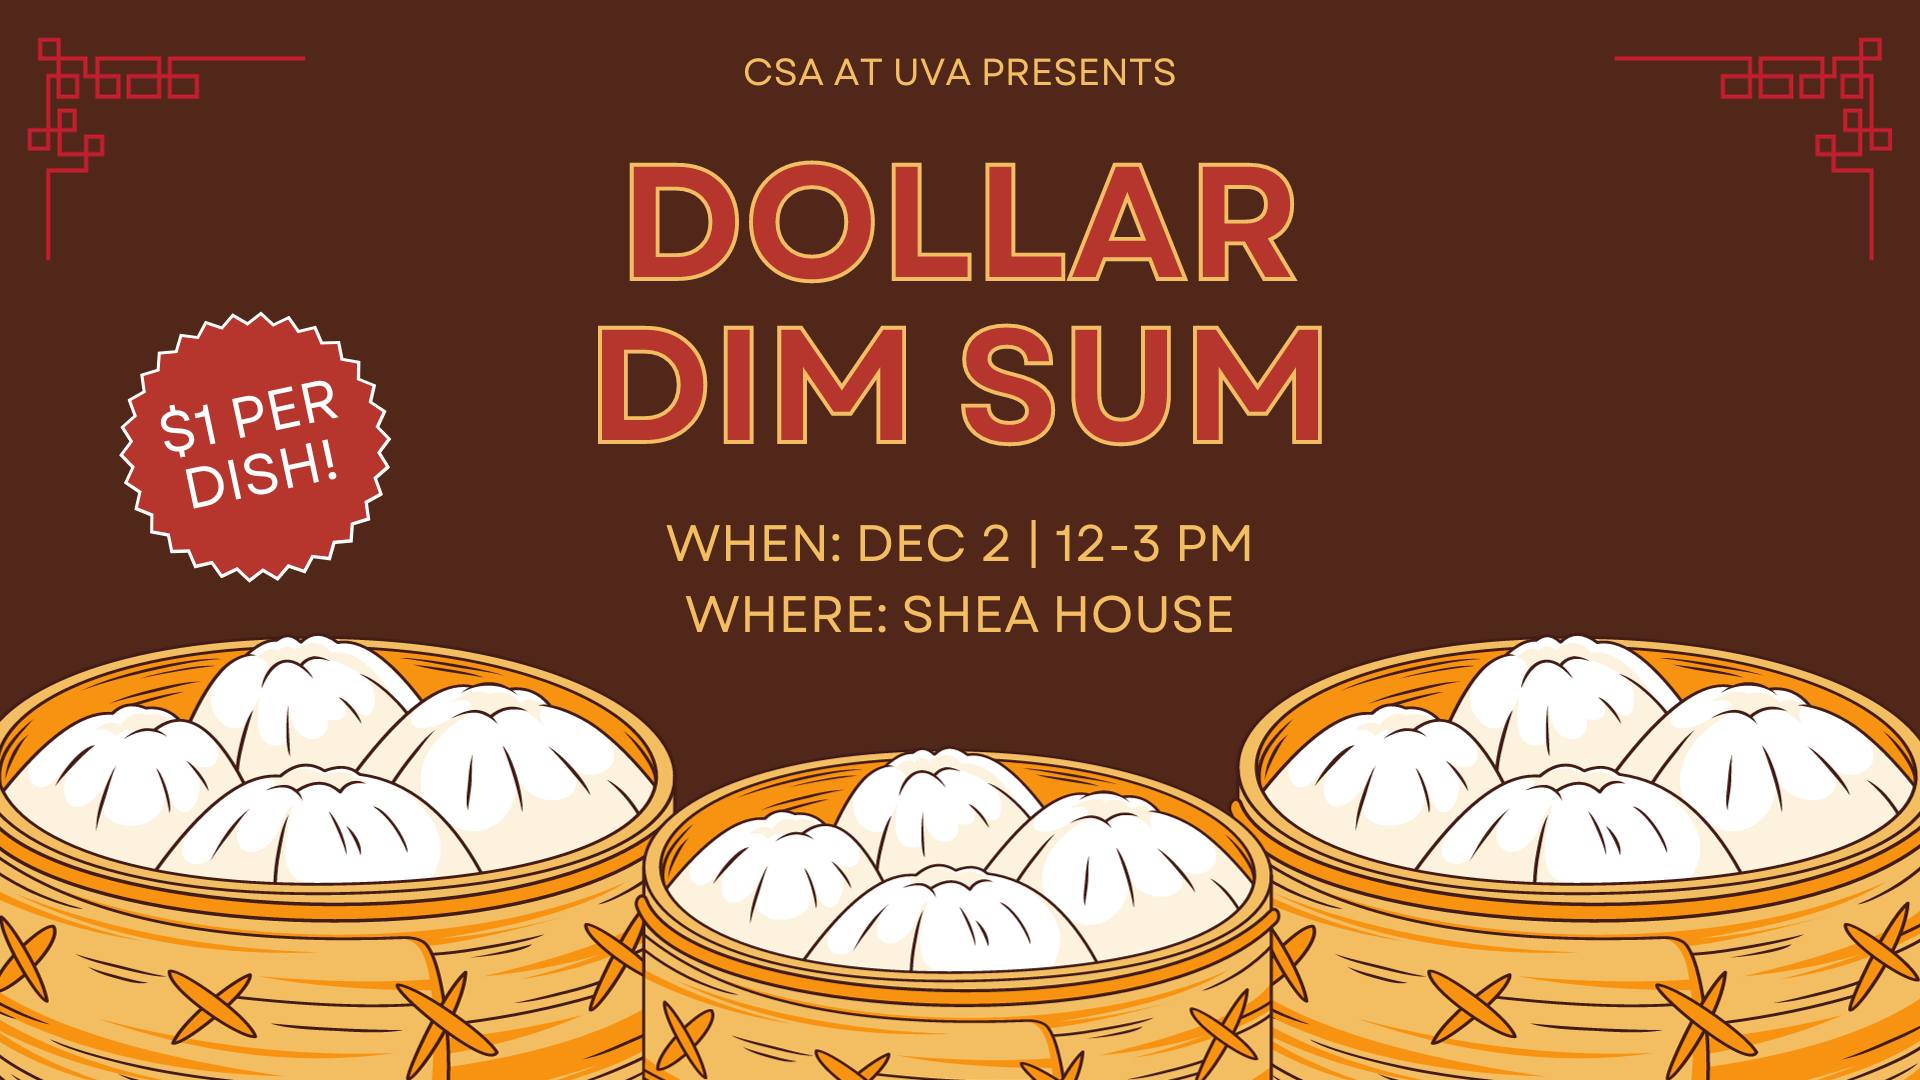 CSA AT UVA PRESENTS
DOLLAR
DIM SUM
$1 PER
DISH!
WHEN: DEC 2 | 12-3 PM
WHERE: SHEA HOUSE